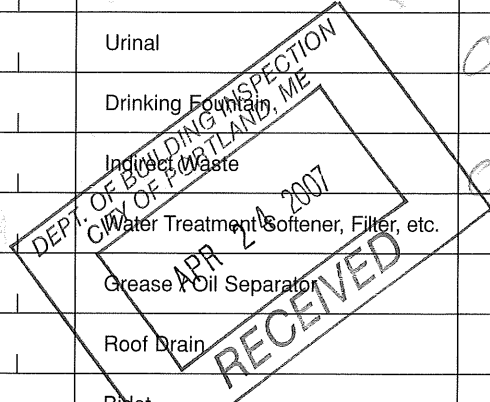 Urinal
Drinking Fountain
Indirect Waste
Water Treatment Softener, Filter, etc.
Grease / Oil Separator
Roof Drain
Bidet
DEPT. OF BUILDING INSPECTION
CITY OF PORTLAND, ME
APR 24 2007
RECEIVED